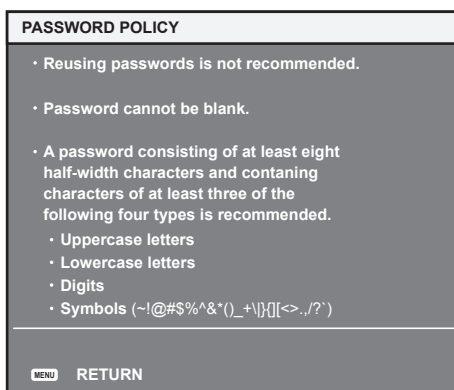 PASSWORD POLICY
・Reusing passwords is not recommended.
・Password cannot be blank.
・A password consisting of at least eight
half-width characters and contaning
characters of at least three of the
following four types is recommended.
・Uppercase letters
・Lowercase letters
・Digits
・Symbols (~!@#$%^&*()_+\|}{][<>.,/?`)
MENU RETURN